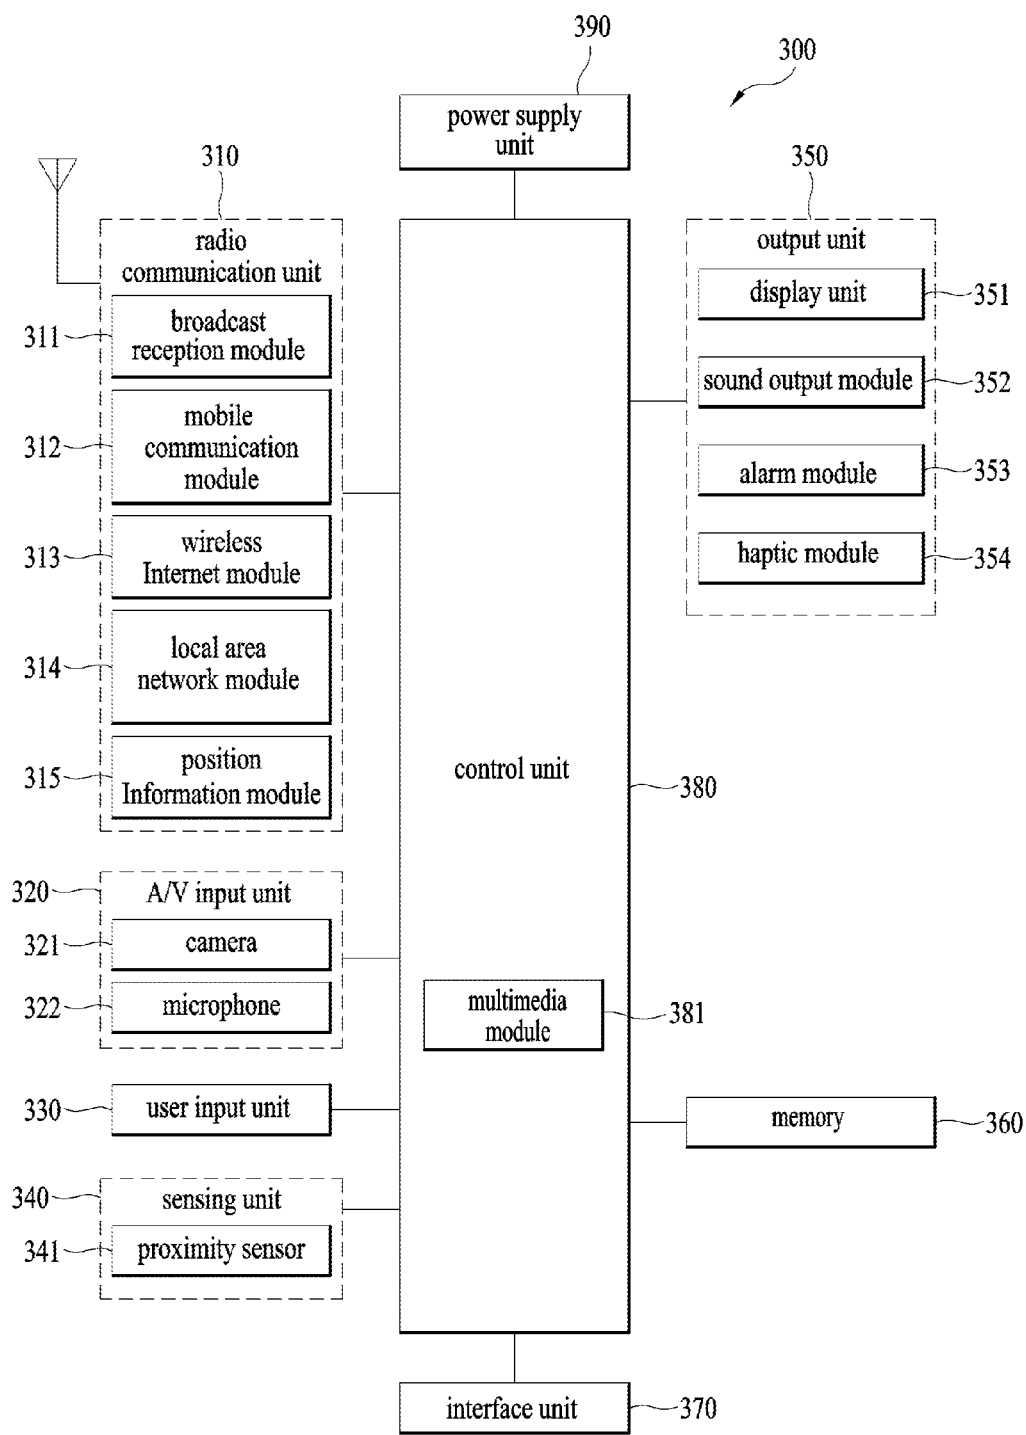 390
300
power supply
unit
310
350
radio
communication unit
output unit
311
broadcast
reception module
display unit
351
312
mobile
communication
module
sound output module
352
alarm module
353
313
wireless
Internet module
haptic module
354
314
local area
network module
315
position
Information module
control unit
380
320
A/V input unit
321
camera
322
microphone
multimedia
module
381
330
user input unit
memory
360
340
sensing unit
341
proximity sensor
interface unit
370